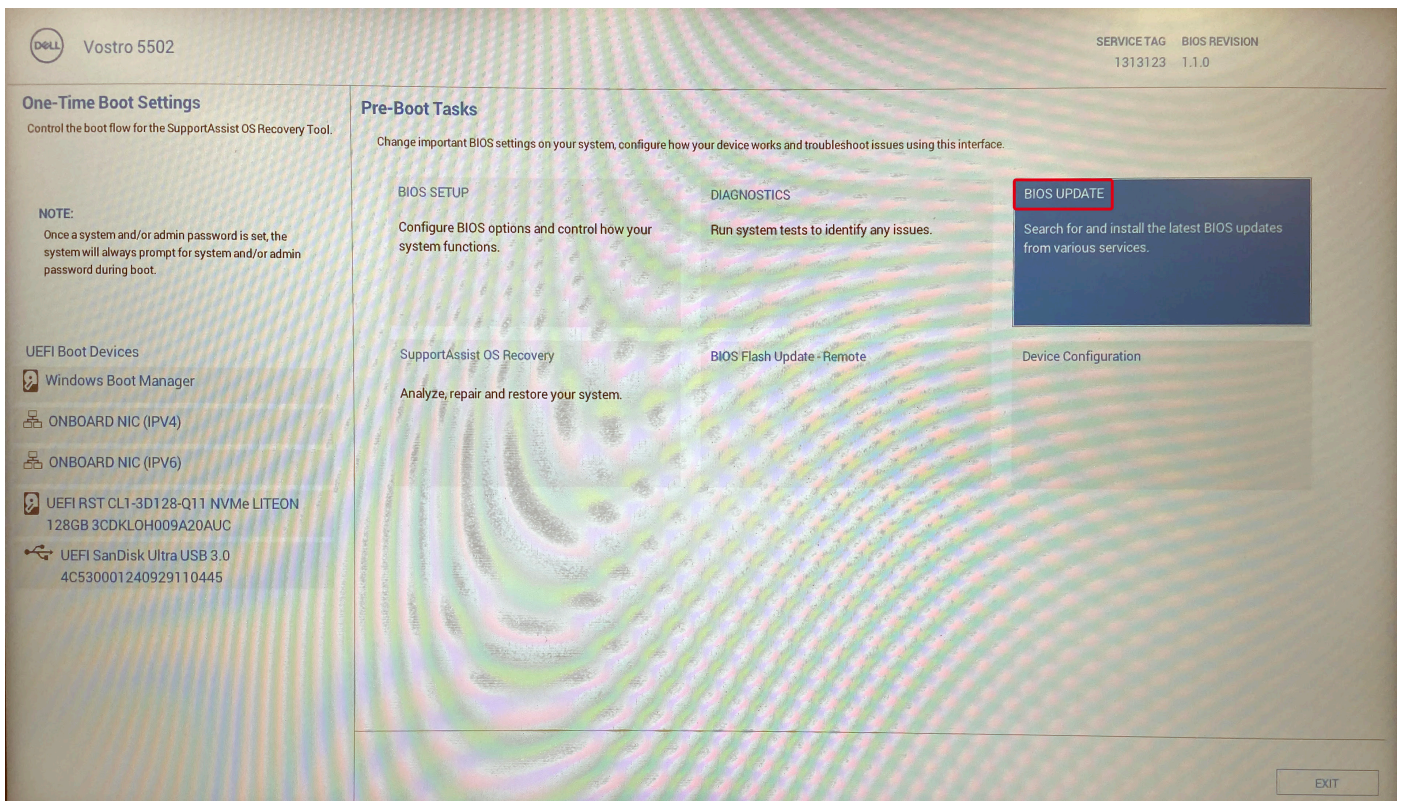 DELL
Vostro 5502
SERVICE TAG BIOS REVISION
1313123 1.1.0
One-Time Boot Settings
Control the boot flow for the SupportAssist OS Recovery Tool.
NOTE:
Once a system and/or admin password is set, the
system will always prompt for system and/or admin
password during boot.
UEFI Boot Devices
Windows Boot Manager
ONBOARD NIC (IPV4)
ONBOARD NIC (IPV6)
UEFI RST CL1-3D128-Q11 NVMe LITEON
128GB 3CDKLOH009A20AUC
UEFI SanDisk Ultra USB 3.0
4C530001240929110445
Pre-Boot Tasks
Change important BIOS settings on your system, configure how your device works and troubleshoot issues using this interface.
BIOS SETUP
Configure BIOS options and control how your
system functions.
DIAGNOSTICS
Run system tests to identify any issues.
BIOS UPDATE
Search for and install the latest BIOS updates
from various services.
SupportAssist OS Recovery
Analyze, repair and restore your system.
BIOS Flash Update - Remote
Device Configuration
EXIT